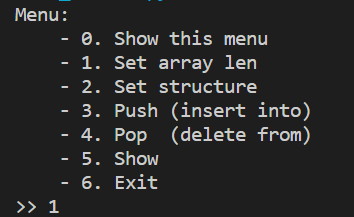 Menu:
- 0. Show this menu
- 1. Set array len
- 2. Set structure
- 3. Push (insert into)
- 4. Pop  (delete from)
- 5. Show
- 6. Exit
>> 1